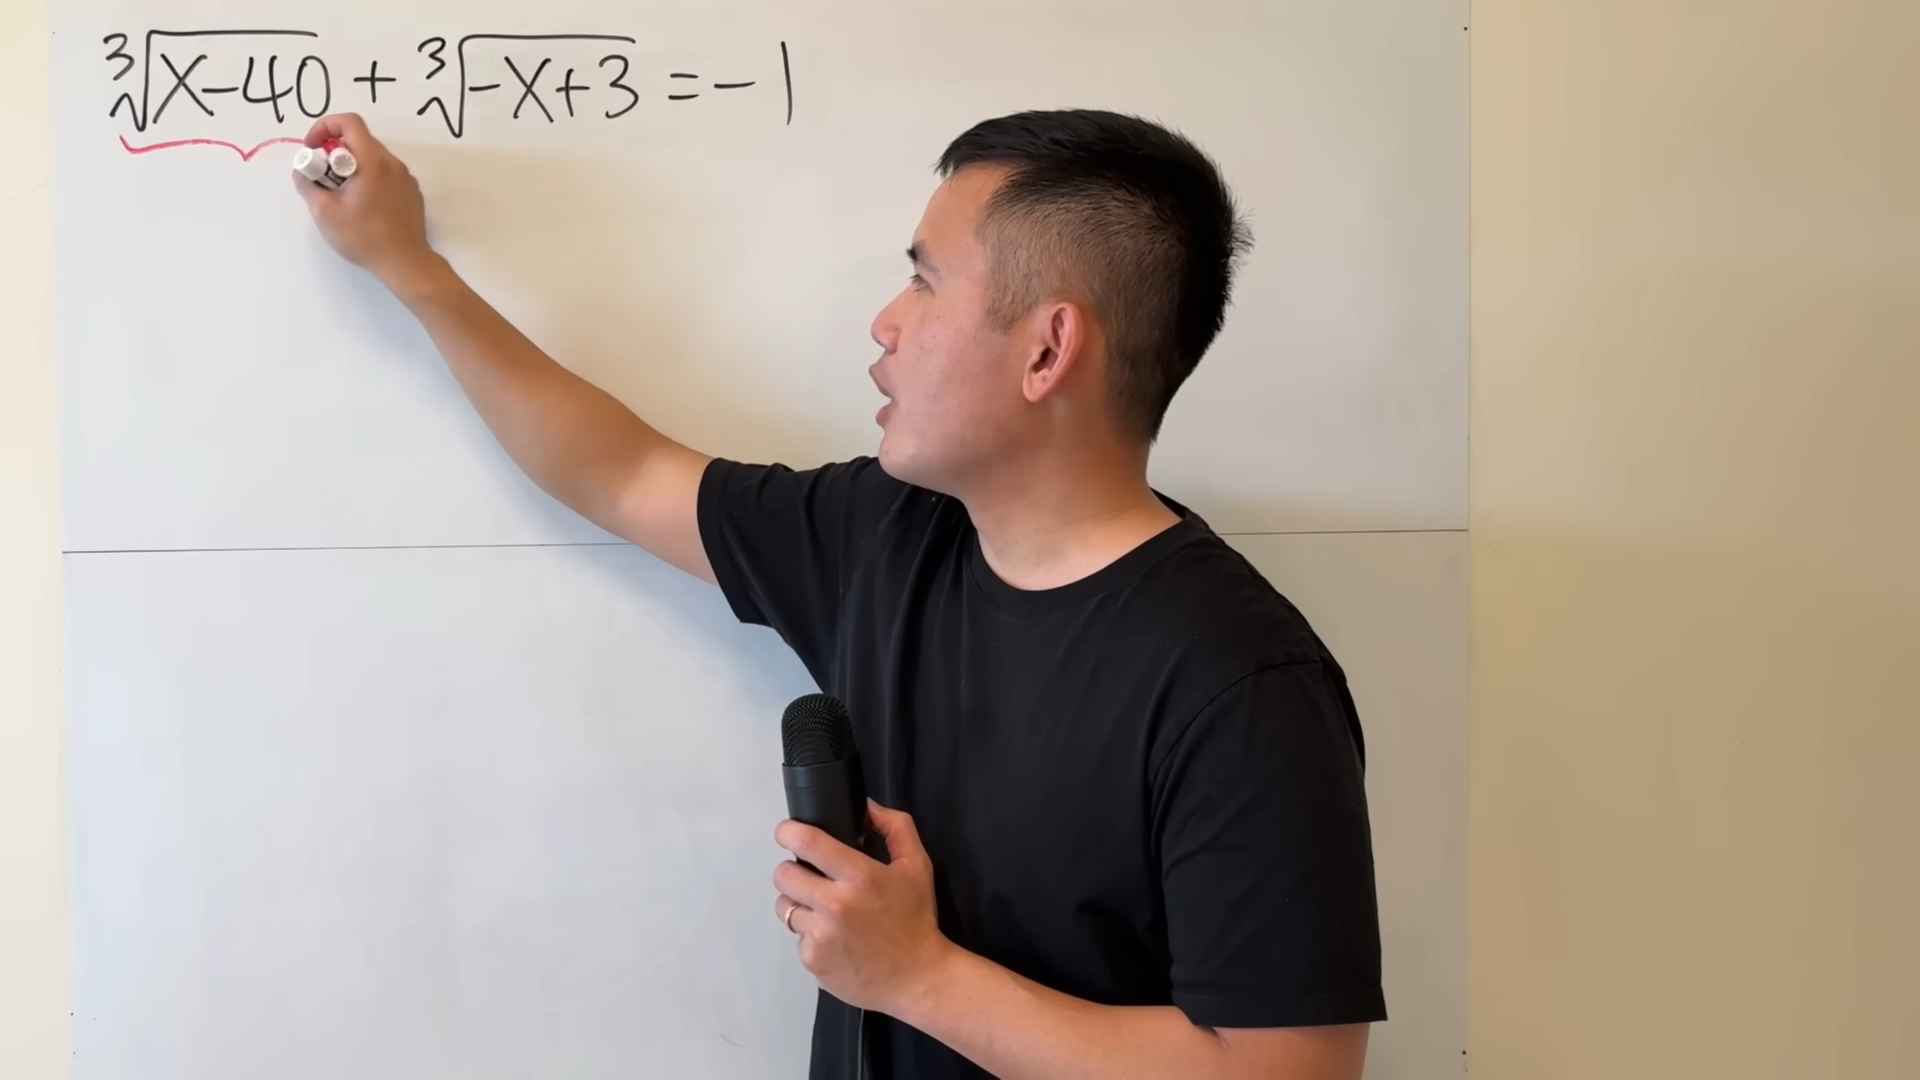 ∛(x-40) + ∛(-x+3) = -1